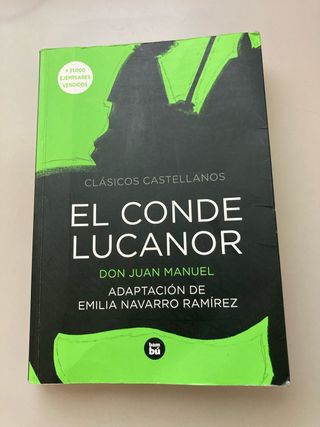 + 31.000
EJEMPLARES
VENDIDOS
CLÁSICOS CASTELLANOS
EL CONDE
LUCANOR
DON JUAN MANUEL
ADAPTACIÓN DE
EMILIA NAVARRO RAMÍREZ
bam
bú